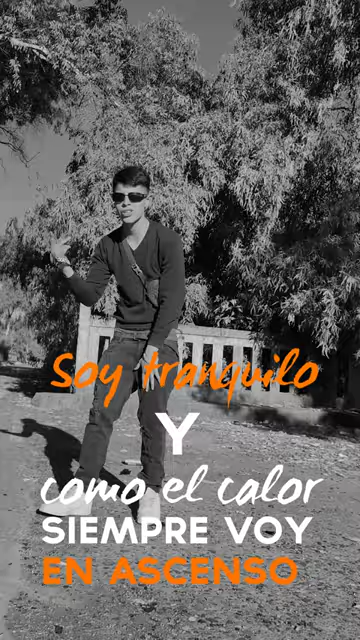 Soy tranquilo
Y
como el calor
SIEMPRE VOY
EN ASCENSO